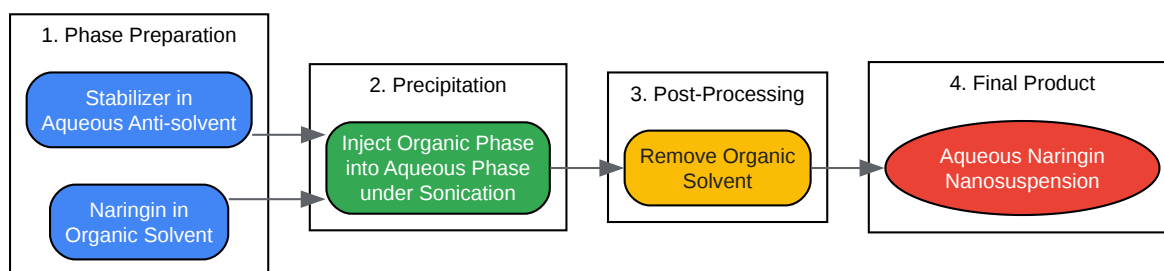 1. Phase Preparation
Stabilizer in
Aqueous Anti-solvent
Naringin in
Organic Solvent
2. Precipitation
Inject Organic Phase
into Aqueous Phase
under Sonication
3. Post-Processing
Remove Organic
Solvent
4. Final Product
Aqueous Naringin
Nanosuspension